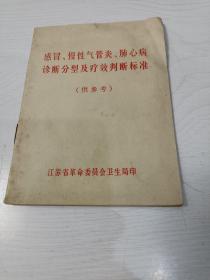 感冒、慢性气管炎、肺心病
诊断分型及疗效判断标准
（供参考）
江苏省革命委员会卫生局印